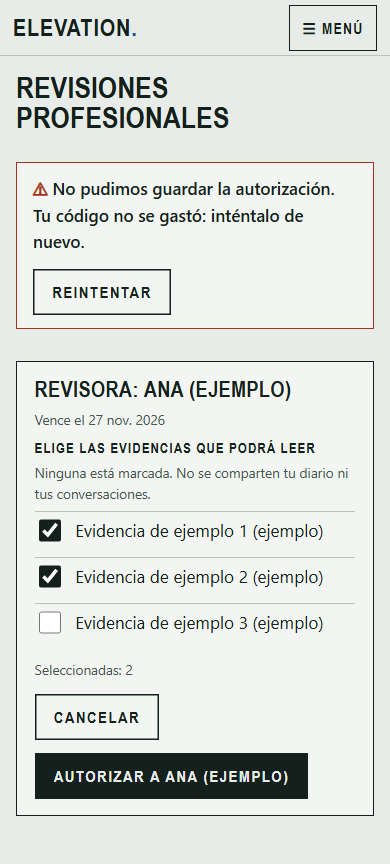 ELEVATION.
☰ MENÚ
REVISIONES
PROFESIONALES
⚠ No pudimos guardar la autorización.
Tu código no se gastó: inténtalo de
nuevo.
REINTENTAR
REVISORA: ANA (EJEMPLO)
Vence el 27 nov. 2026
ELIGE LAS EVIDENCIAS QUE PODRÁ LEER
Ninguna está marcada. No se comparten tu diario ni
tus conversaciones.
Evidencia de ejemplo 1 (ejemplo)
Evidencia de ejemplo 2 (ejemplo)
Evidencia de ejemplo 3 (ejemplo)
Seleccionadas: 2
CANCELAR
AUTORIZAR A ANA (EJEMPLO)